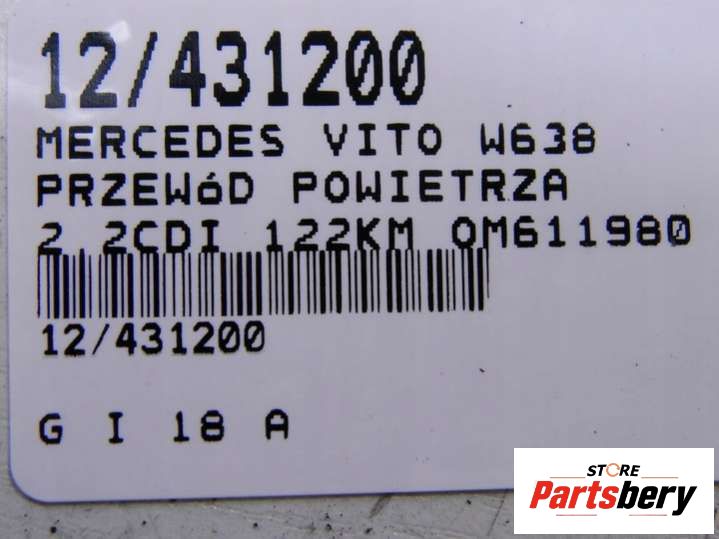 12/431200
MERCEDES VITO W638
PRZEWóD POWIETRZA
2.2CDI 122KM OM611980
12/431200
G I 18 A
STORE
Partsbery